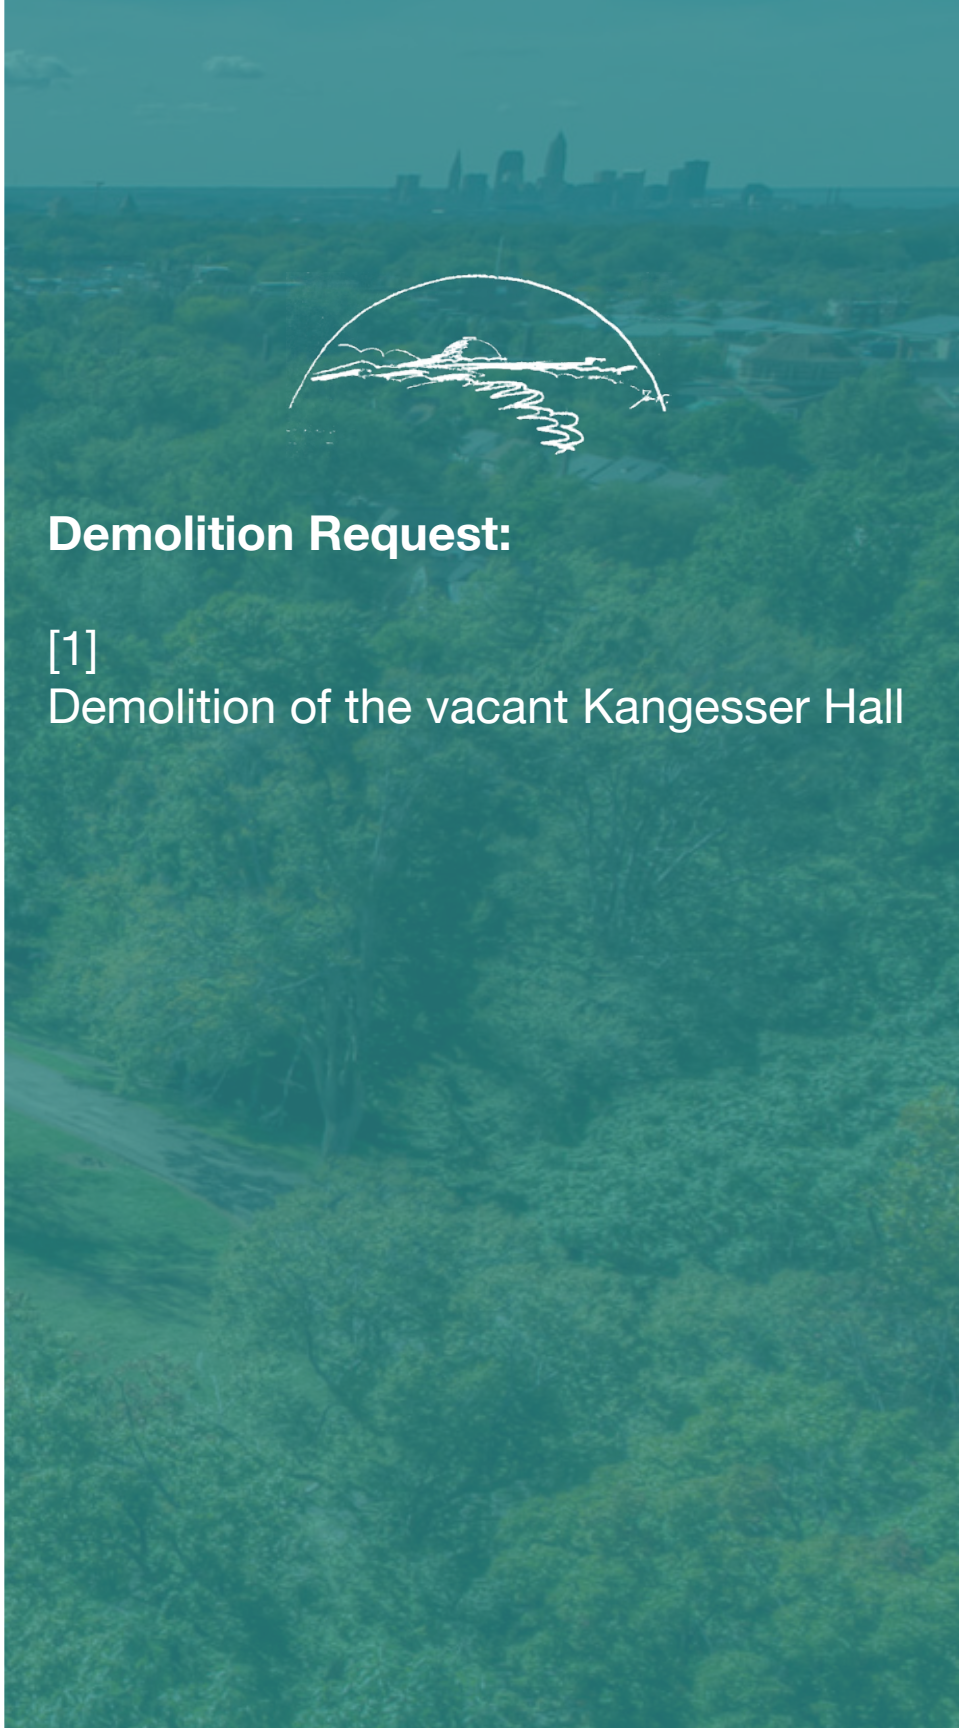 Demolition Request:
[1]
Demolition of the vacant Kangesser Hall